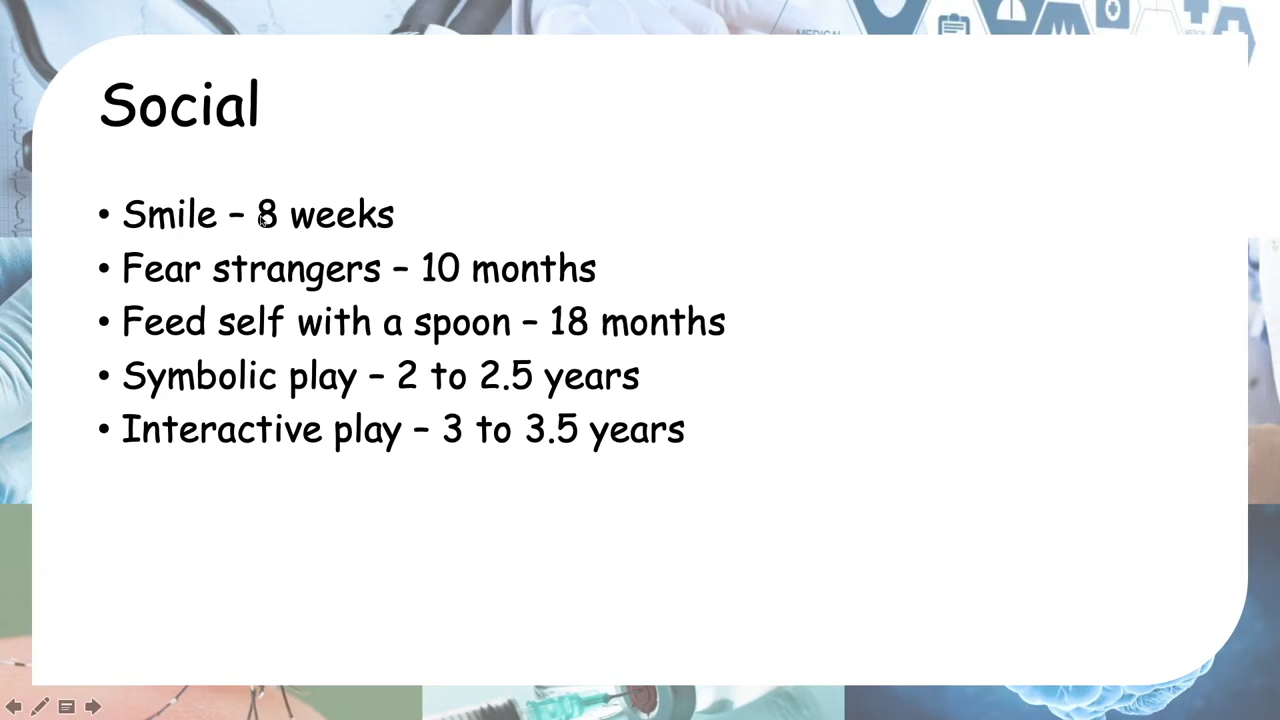 MEDICAL
Social
• Smile – 8 weeks
• Fear strangers – 10 months
• Feed self with a spoon – 18 months
• Symbolic play – 2 to 2.5 years
• Interactive play – 3 to 3.5 years